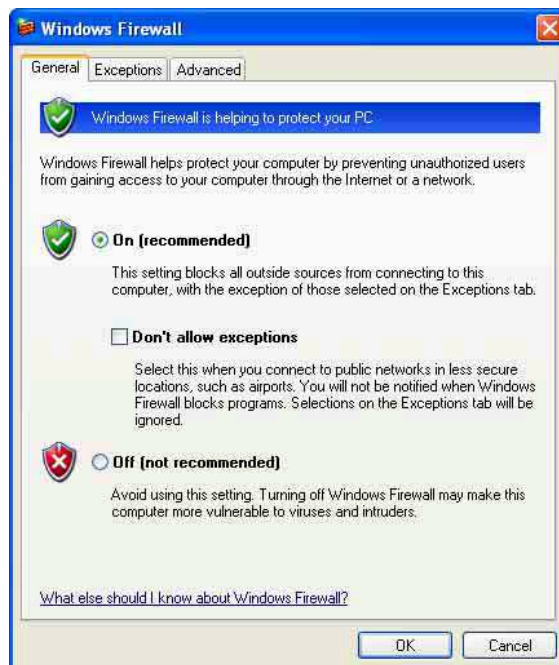 Windows Firewall
General Exceptions Advanced
Windows Firewall is helping to protect your PC
Windows Firewall helps protect your computer by preventing unauthorized users
from gaining access to your computer through the Internet or a network.
On (recommended)
This setting blocks all outside sources from connecting to this
computer, with the exception of those selected on the Exceptions tab.
Don't allow exceptions
Select this when you connect to public networks in less secure
locations, such as airports. You will not be notified when Windows
Firewall blocks programs. Selections on the Exceptions tab will be
ignored.
Off (not recommended)
Avoid using this setting. Turning off Windows Firewall may make this
computer more vulnerable to viruses and intruders.
What else should I know about Windows Firewall?
OK Cancel